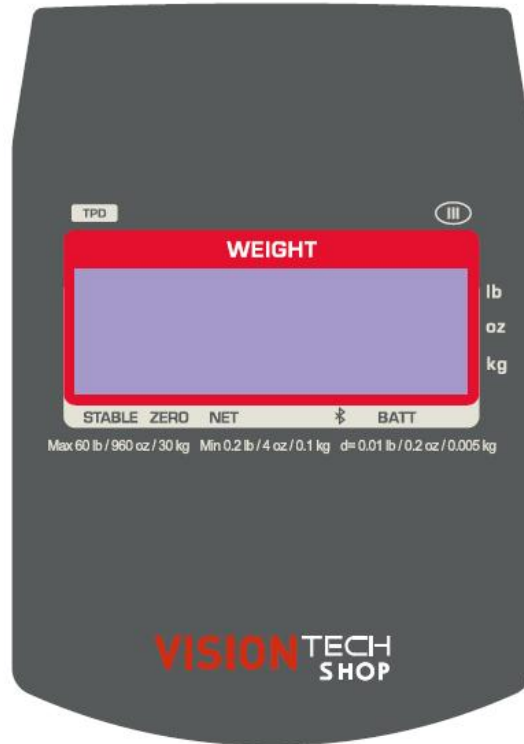 TPD III
WEIGHT
lb
oz
kg
STABLE ZERO NET BATT
Max 60 lb / 960 oz / 30 kg Min 0.2 lb / 4 oz / 0.1 kg d= 0.01 lb / 0.2 oz / 0.005 kg
VISIONTECH
SHOP